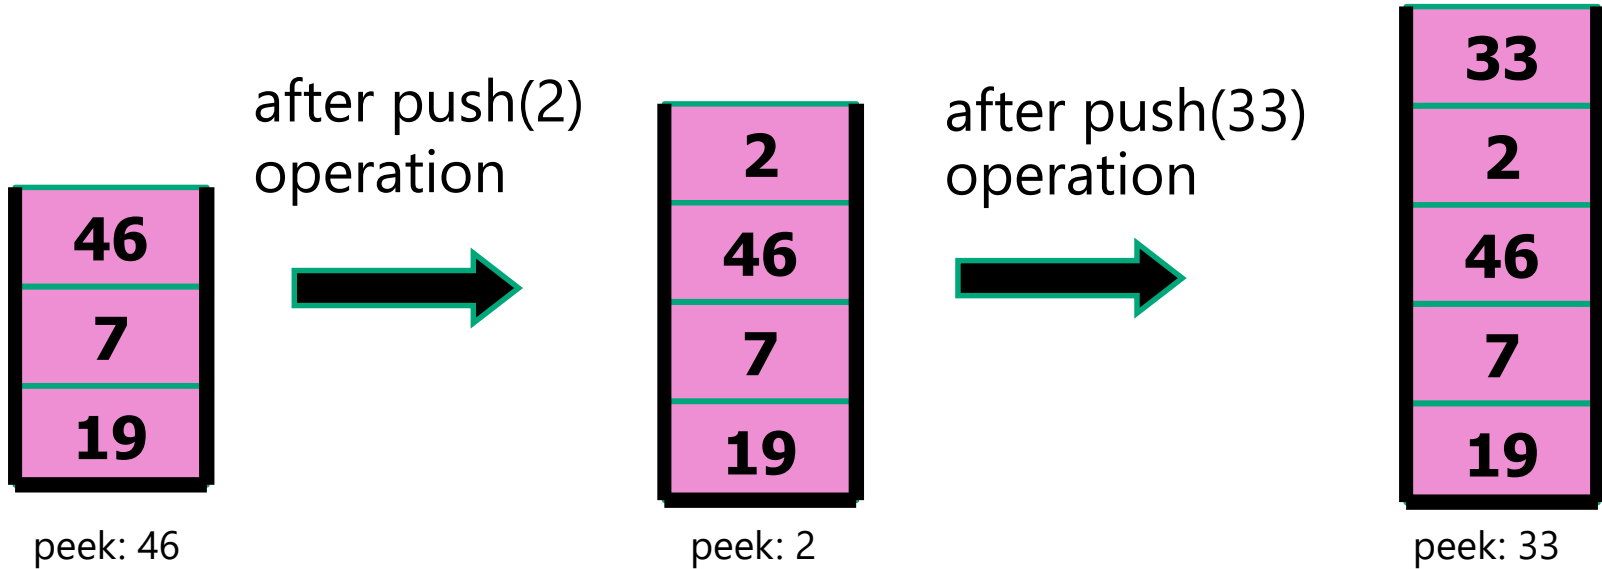 46
7
19
peek: 46
after push(2)
operation
2
46
7
19
peek: 2
after push(33)
operation
33
2
46
7
19
peek: 33